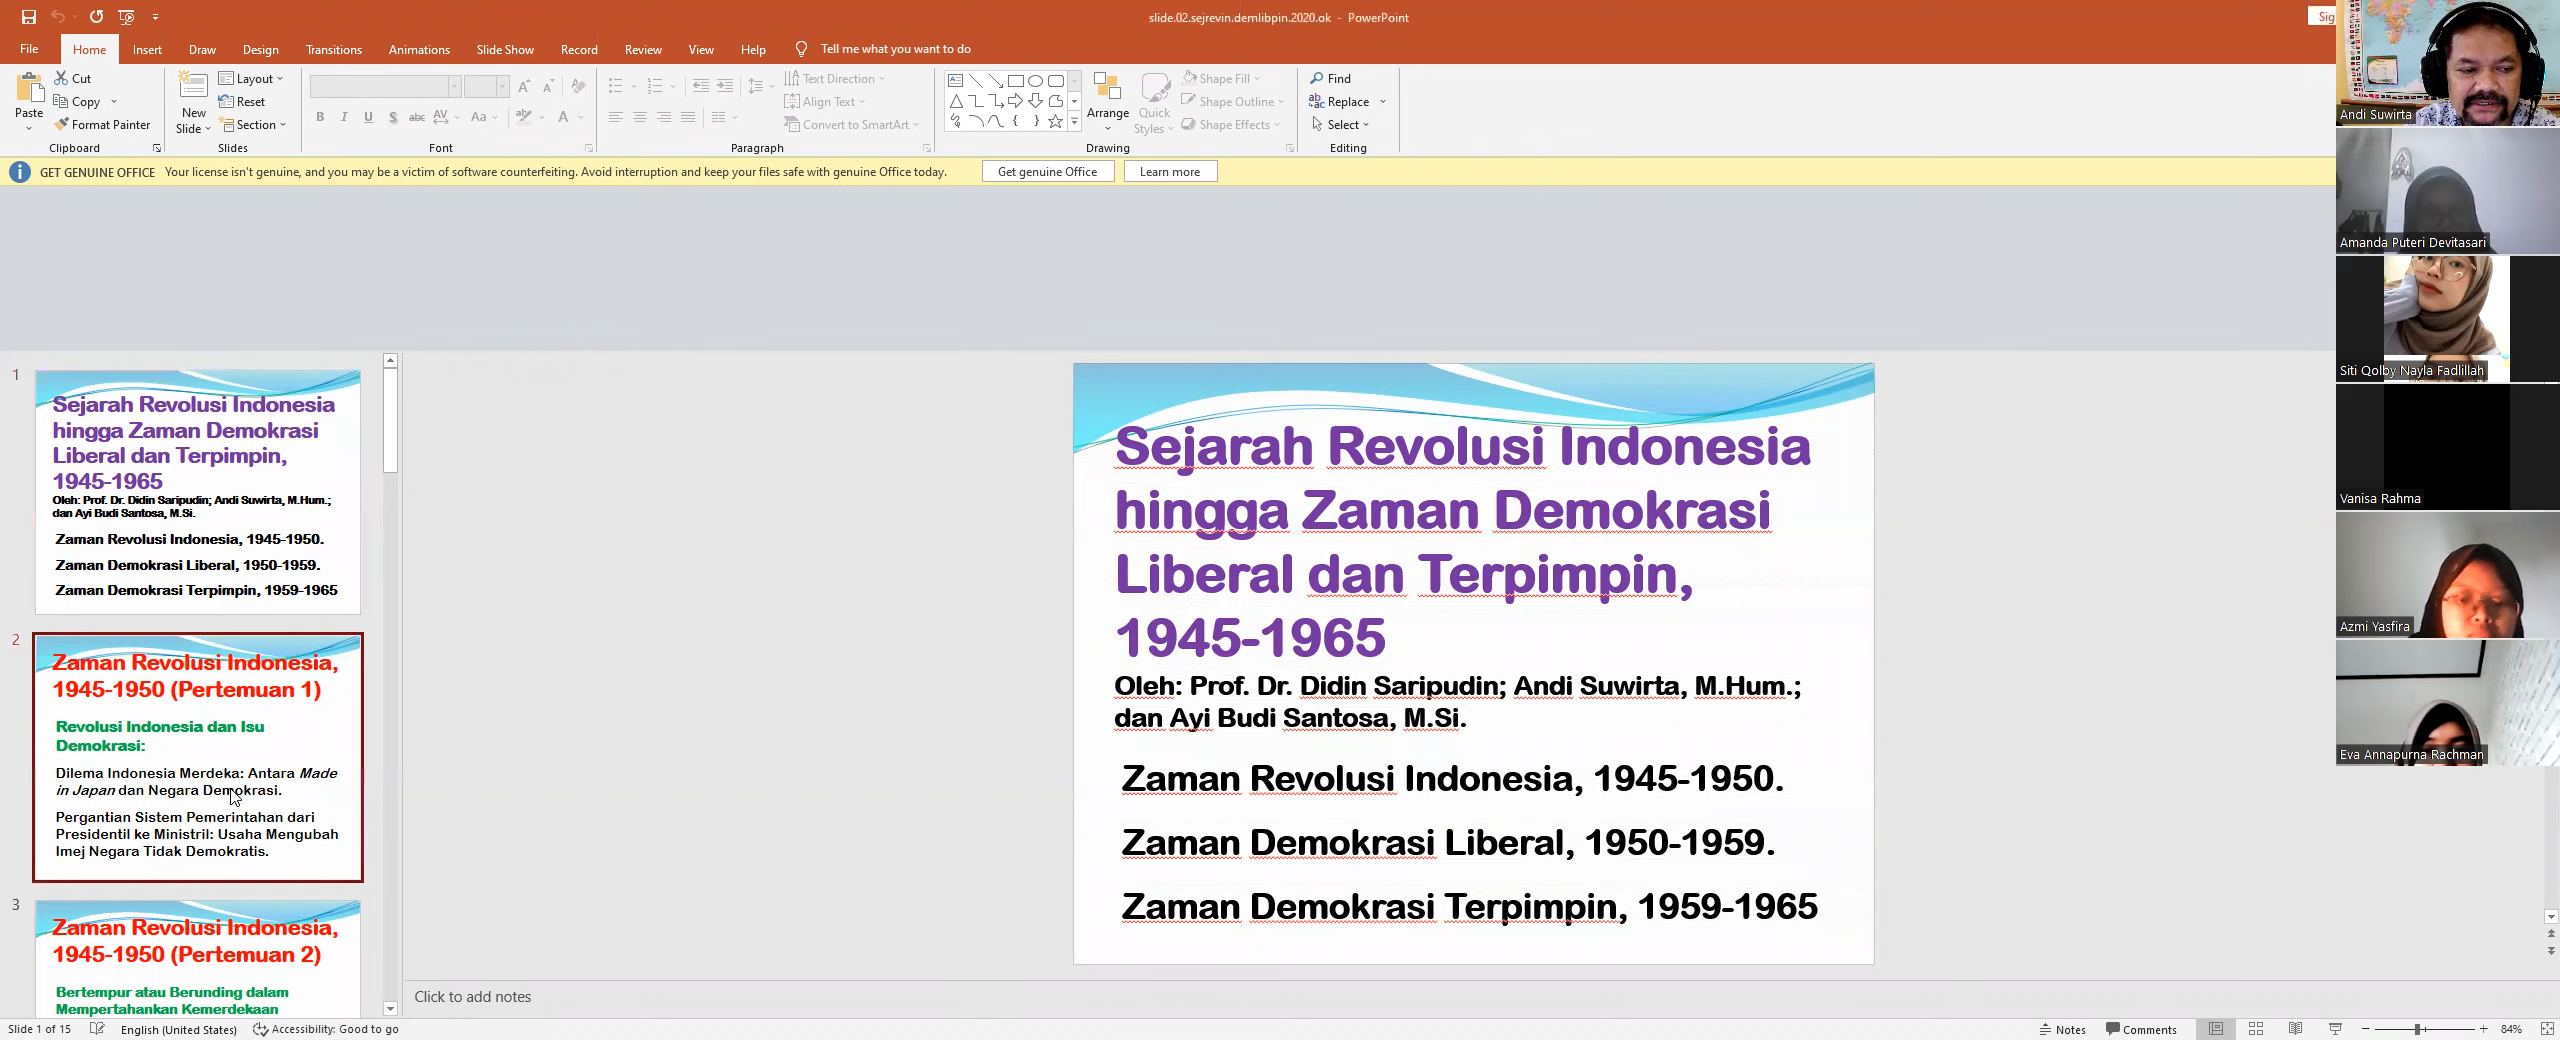 slide.02.sejrevin.demlibpin.2020.ok - PowerPoint
Sig
File Home Insert Draw Design Transitions Animations Slide Show Record Review View Help Tell me what you want to do
Paste
Cut
Copy
Format Painter
Clipboard
New
Slide
Layout
Reset
Section
Slides
B I U S abc AV Aa A
Font
Text Direction
Align Text
Convert to SmartArt
Paragraph
Arrange
Quick
Styles
Shape Fill
Shape Outline
Shape Effects
Drawing
Find
Replace
Select
Editing
GET GENUINE OFFICE Your license isn't genuine, and you may be a victim of software counterfeiting. Avoid interruption and keep your files safe with genuine Office today. Get genuine Office Learn more
1
Sejarah Revolusi Indonesia
hingga Zaman Demokrasi
Liberal dan Terpimpin,
1945-1965
Oleh: Prof. Dr. Didin Saripudin; Andi Suwirta, M.Hum.;
dan Ayi Budi Santosa, M.Si.
Zaman Revolusi Indonesia, 1945-1950.
Zaman Demokrasi Liberal, 1950-1959.
Zaman Demokrasi Terpimpin, 1959-1965
2
Zaman Revolusi Indonesia,
1945-1950 (Pertemuan 1)
Revolusi Indonesia dan Isu
Demokrasi:
Dilema Indonesia Merdeka: Antara Made
in Japan dan Negara Demokrasi.
Pergantian Sistem Pemerintahan dari
Presidentil ke Ministril: Usaha Mengubah
Imej Negara Tidak Demokratis.
3
Zaman Revolusi Indonesia,
1945-1950 (Pertemuan 2)
Bertempur atau Berunding dalam
Mempertahankan Kemerdekaan
Sejarah Revolusi Indonesia
hingga Zaman Demokrasi
Liberal dan Terpimpin,
1945-1965
Oleh: Prof. Dr. Didin Saripudin; Andi Suwirta, M.Hum.;
dan Ayi Budi Santosa, M.Si.
Zaman Revolusi Indonesia, 1945-1950.
Zaman Demokrasi Liberal, 1950-1959.
Zaman Demokrasi Terpimpin, 1959-1965
Click to add notes
Andi Suwirta
Amanda Puteri Devitasari
Siti Qolby Nayla Fadlillah
Vanisa Rahma
Azmi Yasfira
Eva Annapurna Rachman
Slide 1 of 15 English (United States) Accessibility: Good to go Notes Comments 84%